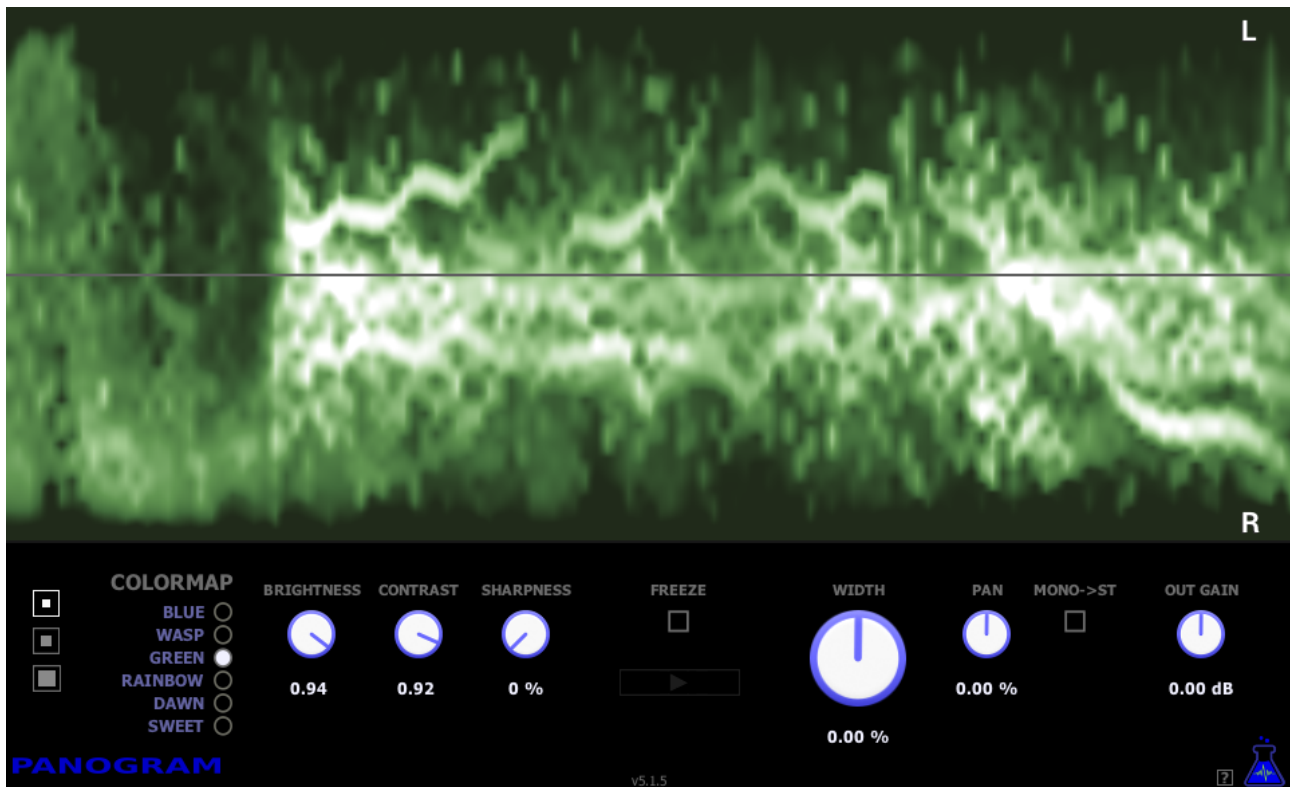 L
R
COLORMAP
BLUE
WASP
GREEN
RAINBOW
DAWN
SWEET
BRIGHTNESS CONTRAST SHARPNESS FREEZE WIDTH PAN MONO->ST OUT GAIN
0.94 0.92 0 % 0.00 % 0.00 dB
0.00 %
PANOGRAM
v5.1.5
?